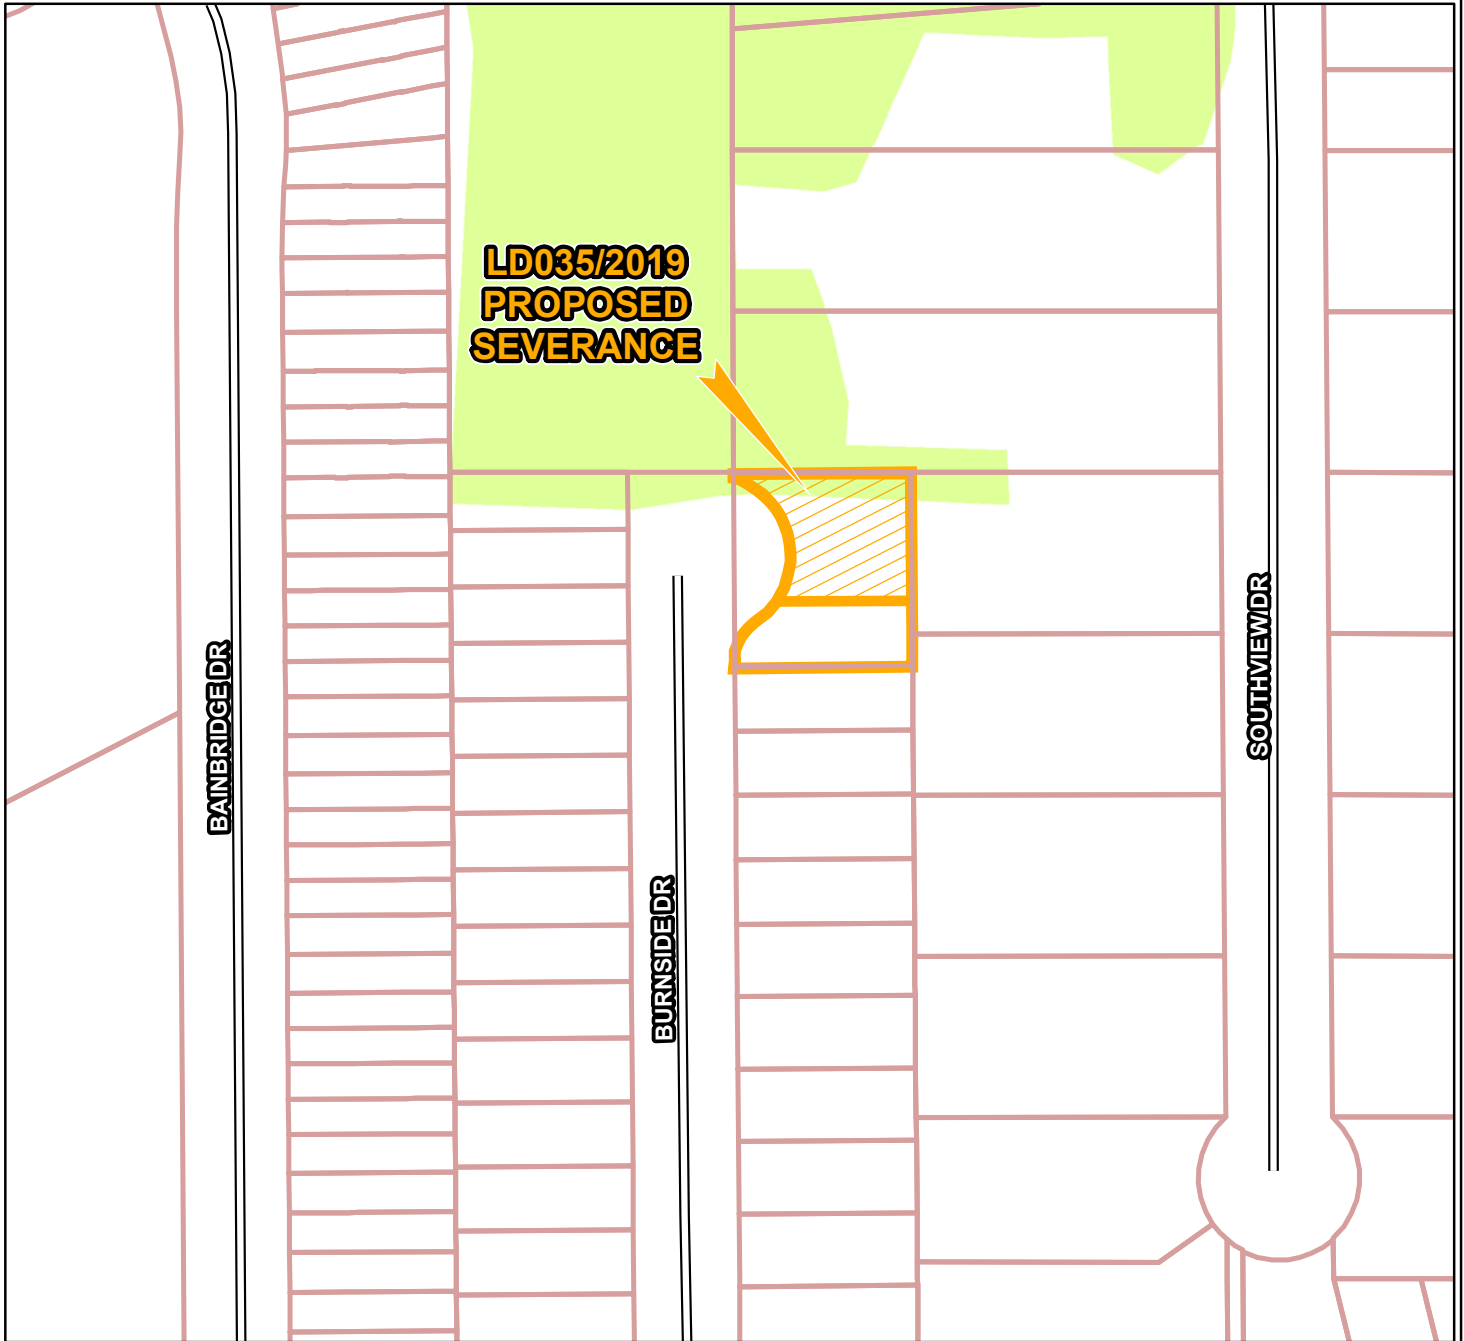 LD035/2019
PROPOSED
SEVERANCE
BAINBRIDGE DR
BURNSIDE DR
SOUTHVIEW DR